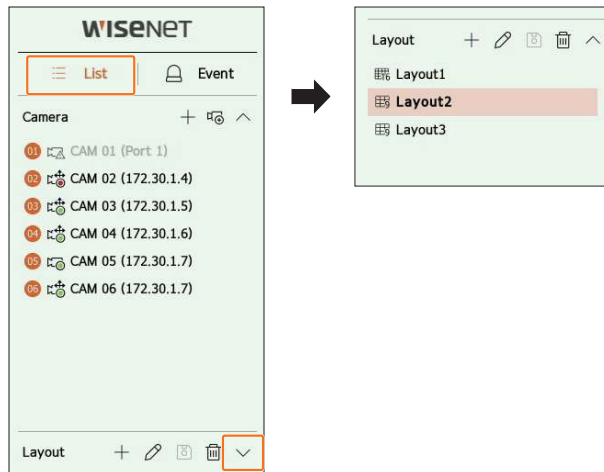 WISENET
List
Event
Camera
01 CAM 01 (Port 1)
02 CAM 02 (172.30.1.4)
03 CAM 03 (172.30.1.5)
04 CAM 04 (172.30.1.6)
05 CAM 05 (172.30.1.7)
06 CAM 06 (172.30.1.7)
Layout
Layout
Layout1
Layout2
Layout3